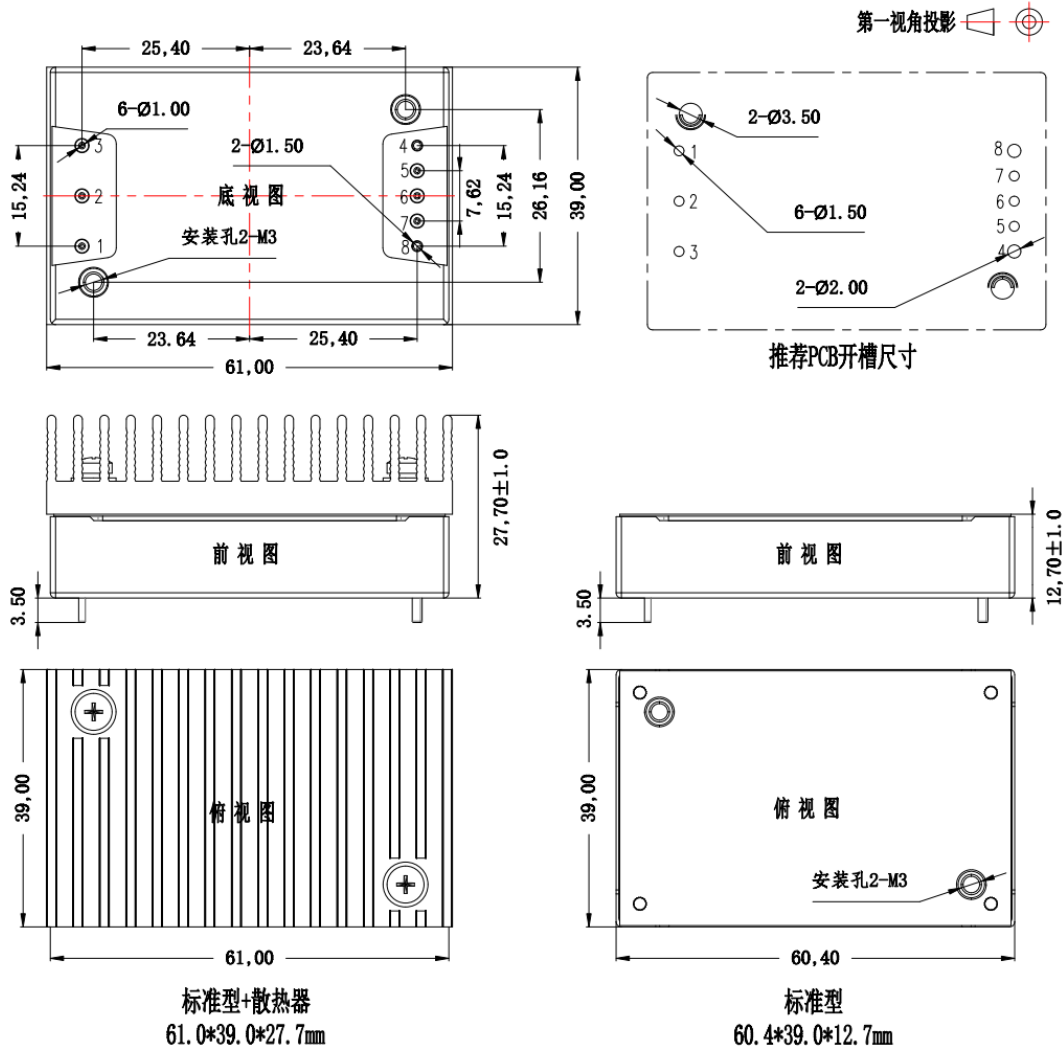 第一视角投影
25,40
23,64
6-Ø1.00
2-Ø1.50
3
2
1
4
5
6
7
8
15,24
底 视 图
安装孔2-M3
7,62
15,24
26,16
39,00
23.64
25,40
61,00
2-Ø3.50
1
2
3
8
7
6
5
4
6-Ø1.50
2-Ø2.00
推荐PCB开槽尺寸
前 视 图
27,70±1.0
3.50
前 视 图
12,70±1.0
3.50
39,00
俯 视 图
61,00
标准型+散热器
61.0*39.0*27.7mm
39,00
俯 视 图
安装孔2-M3
60,40
标准型
60.4*39.0*12.7mm